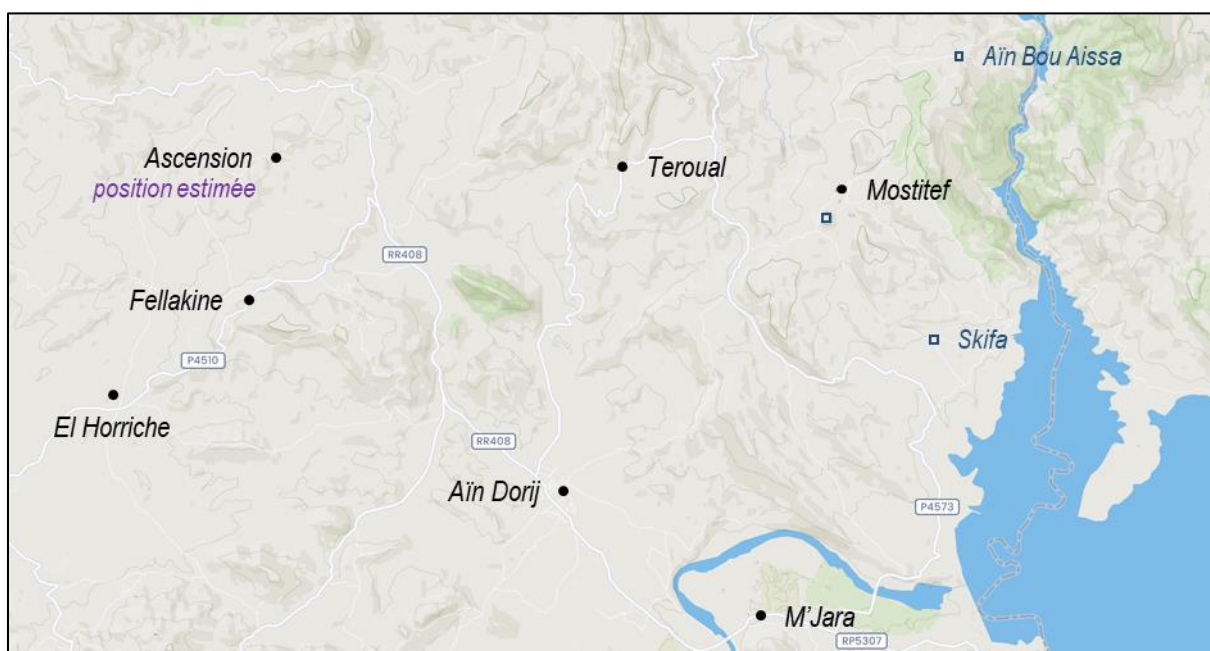 Aïn Bou Aissa
Ascension
position estimée
Teroual
Mostitef
RR408
Fellakine
Skifa
P4510
El Horriche
RR408
Aïn Dorij
P4573
M'Jara
RP5307